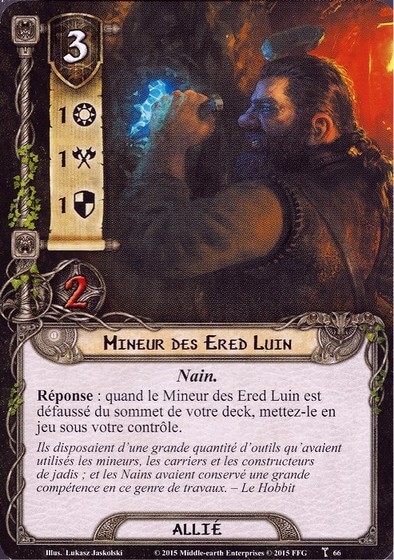 3
1
1
1
2
Mineur des Ered Luin
Nain.
Réponse : quand le Mineur des Ered Luin est
défaussé du sommet de votre deck, mettez-le en
jeu sous votre contrôle.
Ils disposaient d'une grande quantité d'outils qu'avaient
utilisés les mineurs, les carriers et les constructeurs
de jadis ; et les Nains avaient conservé une grande
compétence en ce genre de travaux. – Le Hobbit
Allié
Illus. Lukasz Jaskolski © 2015 Middle-earth Enterprises © 2015 FFG 66